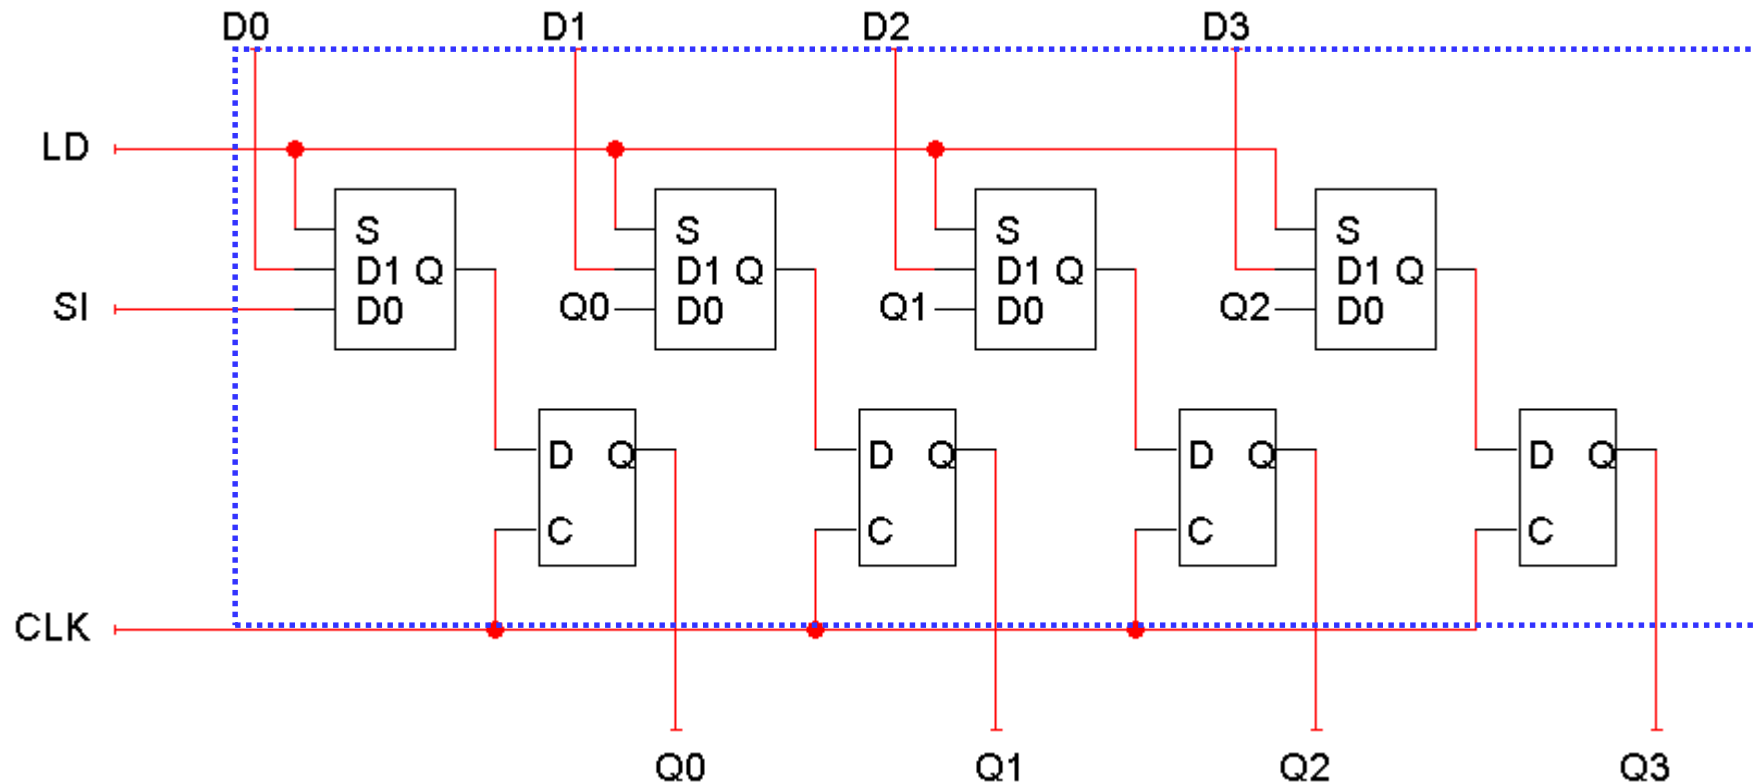 D0 D1 D2 D3
LD
S S S S
D1 Q D1 Q D1 Q D1 Q
SI D0 Q0 D0 Q1 D0 Q2 D0
D Q D Q D Q D Q
C C C C
CLK
Q0 Q1 Q2 Q3